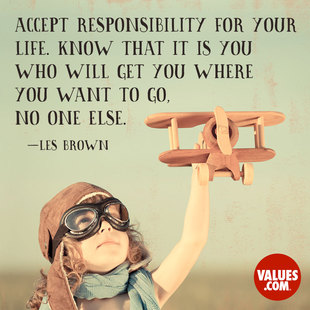 ACCEPT RESPONSIBILITY FOR YOUR
LIFE. KNOW THAT IT IS YOU
WHO WILL GET YOU WHERE
YOU WANT TO GO,
NO ONE ELSE.
—LES BROWN
VALUES
.COM